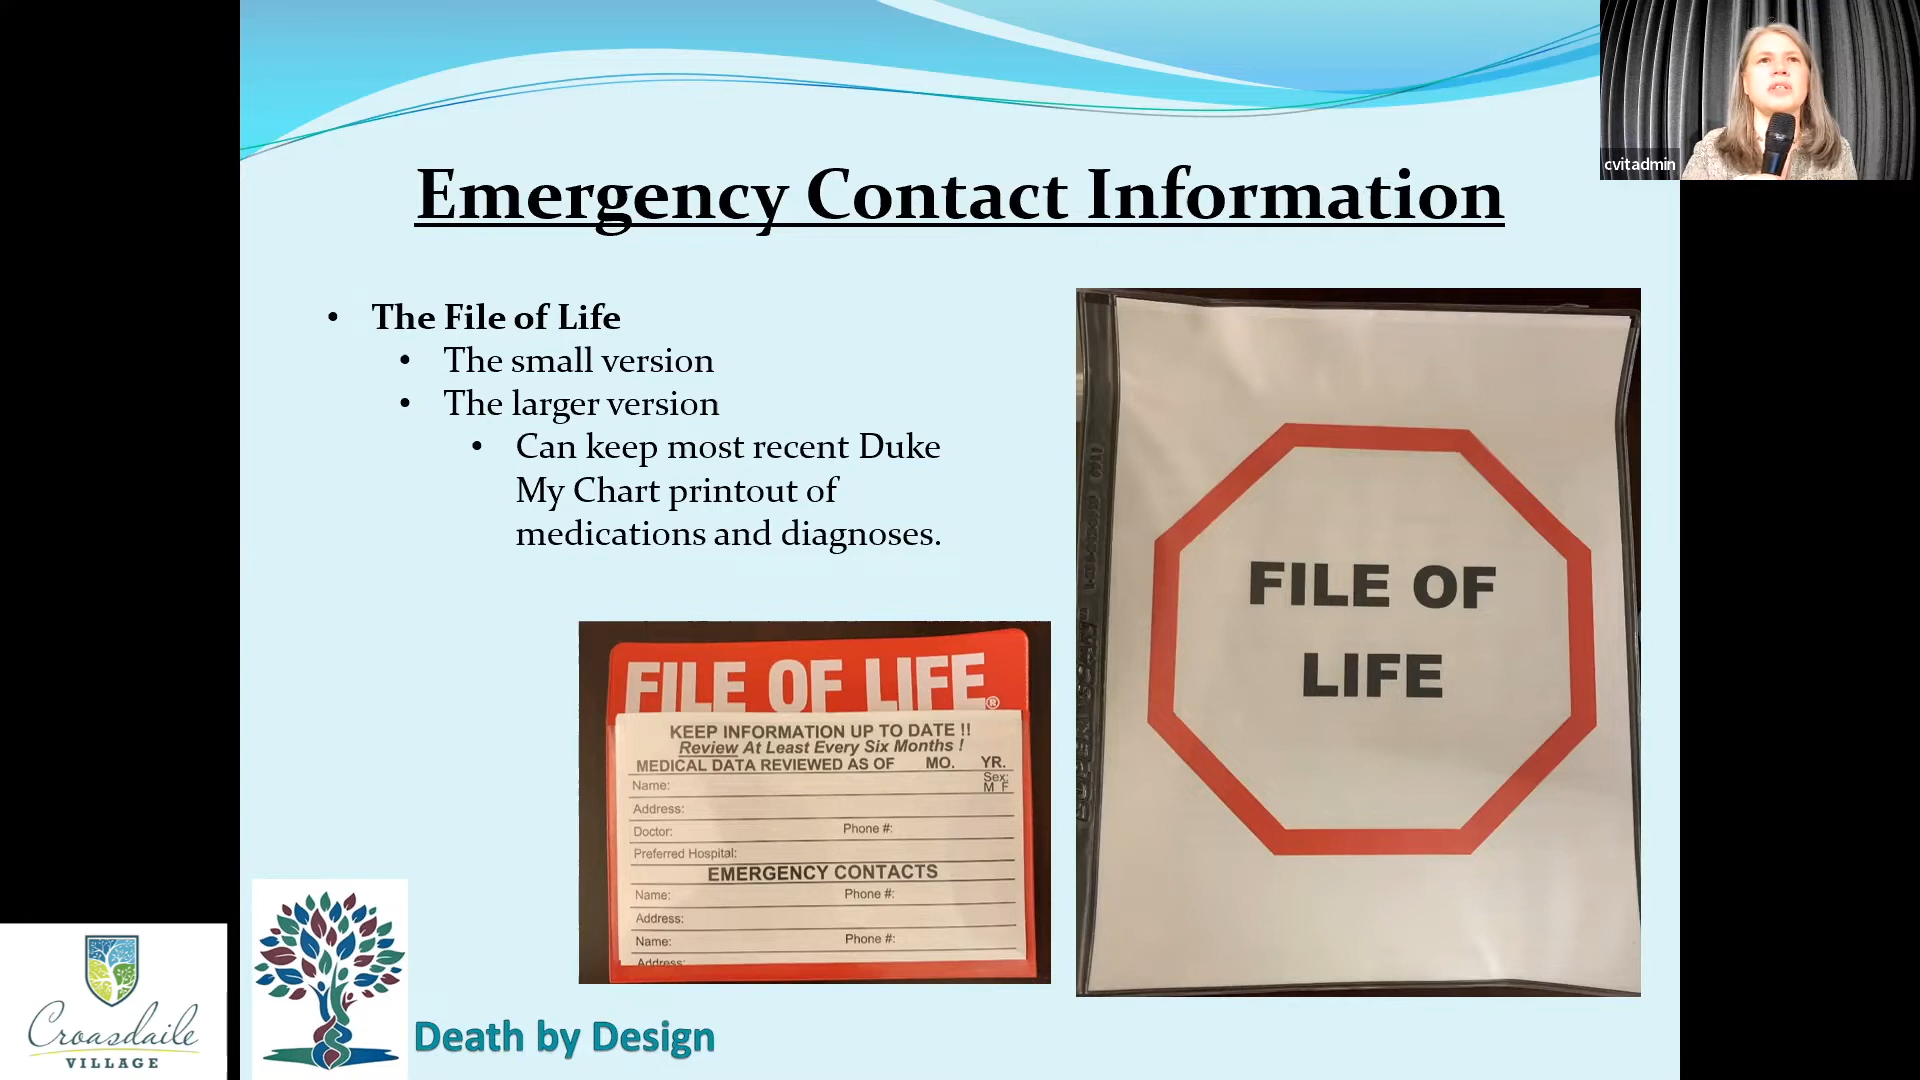 Emergency Contact Information
cvitadmin
• The File of Life
• The small version
• The larger version
• Can keep most recent Duke
My Chart printout of
medications and diagnoses.
FILE OF LIFE®
KEEP INFORMATION UP TO DATE !!
Review At Least Every Six Months !
MEDICAL DATA REVIEWED AS OF MO. YR.
Name: Sex:
M F
Address:
Doctor: Phone #:
Preferred Hospital:
EMERGENCY CONTACTS
Name: Phone #:
Address:
Name: Phone #:
Address:
FILE OF
LIFE
Croasdaile
VILLAGE
Death by Design